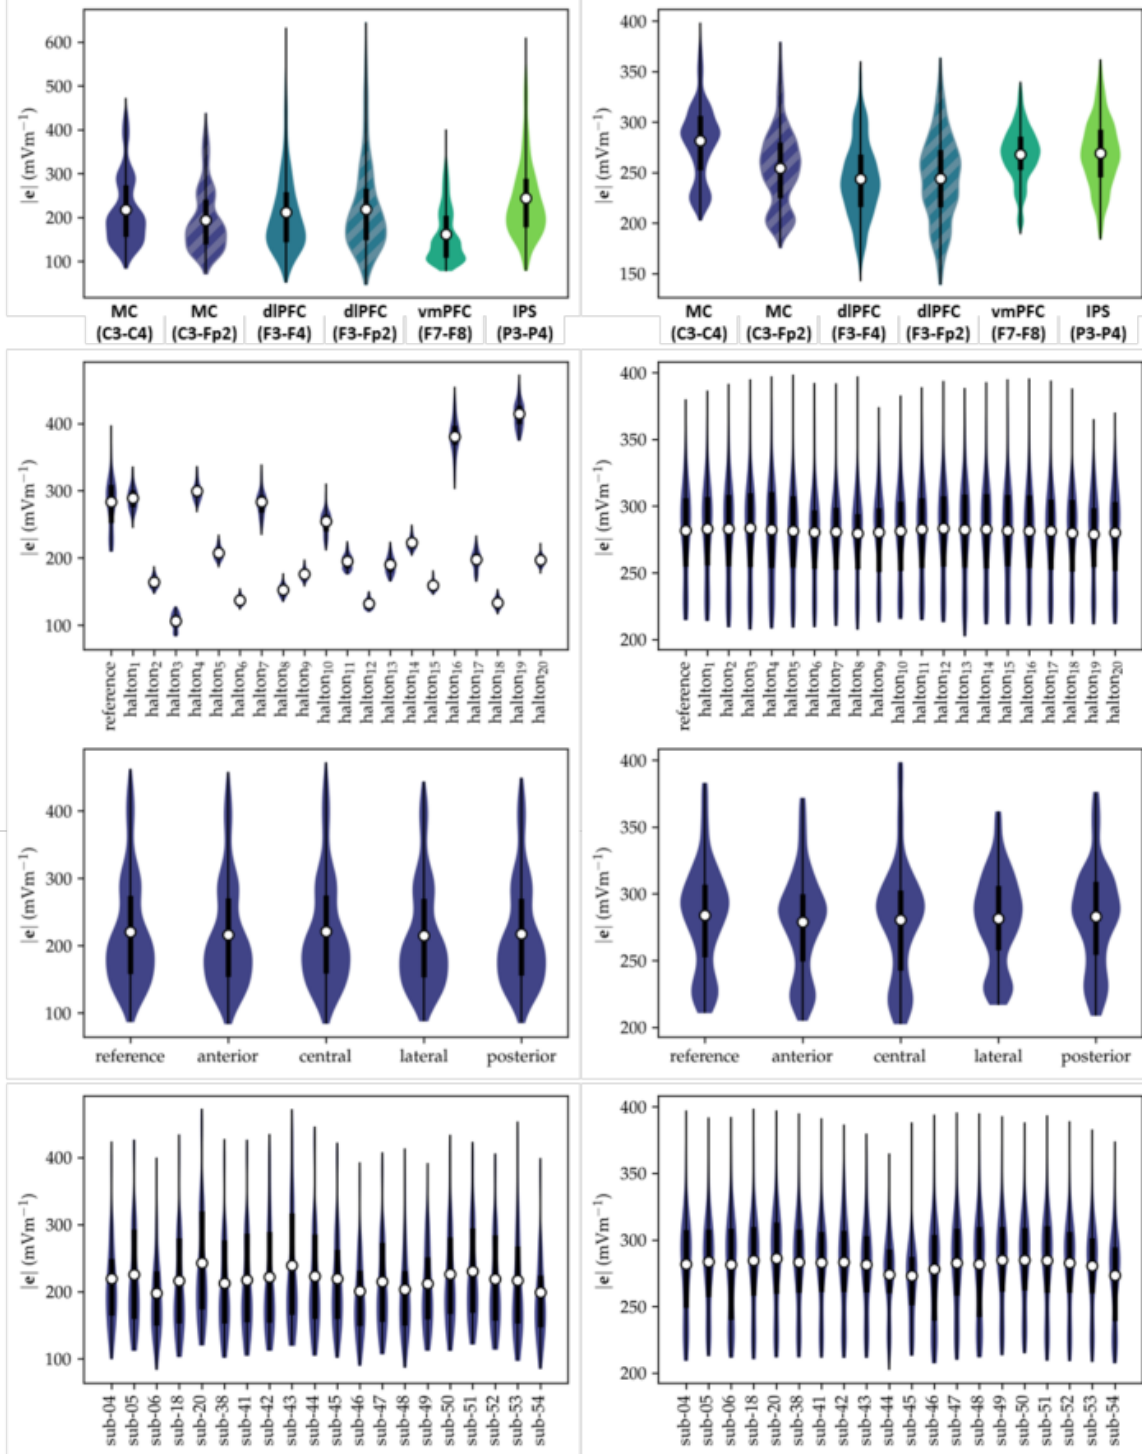 |e| (mVm⁻¹)
600
500
400
300
200
100
MC
(C3-C4)
MC
(C3-Fp2)
dlPFC
(F3-F4)
dlPFC
(F3-Fp2)
vmPFC
(F7-F8)
IPS
(P3-P4)
|e| (mVm⁻¹)
400
350
300
250
200
150
MC
(C3-C4)
MC
(C3-Fp2)
dlPFC
(F3-F4)
dlPFC
(F3-Fp2)
vmPFC
(F7-F8)
IPS
(P3-P4)
|e| (mVm⁻¹)
400
300
200
100
reference
halton₁
halton₂
halton₃
halton₄
halton₅
halton₆
halton₇
halton₈
halton₉
halton₁₀
halton₁₁
halton₁₂
halton₁₃
halton₁₄
halton₁₅
halton₁₆
halton₁₇
halton₁₈
halton₁₉
halton₂₀
|e| (mVm⁻¹)
400
350
300
250
200
reference
halton₁
halton₂
halton₃
halton₄
halton₅
halton₆
halton₇
halton₈
halton₉
halton₁₀
halton₁₁
halton₁₂
halton₁₃
halton₁₄
halton₁₅
halton₁₆
halton₁₇
halton₁₈
halton₁₉
halton₂₀
|e| (mVm⁻¹)
400
300
200
100
reference anterior central lateral posterior
|e| (mVm⁻¹)
400
350
300
250
200
reference anterior central lateral posterior
|e| (mVm⁻¹)
400
300
200
100
sub-04
sub-05
sub-06
sub-18
sub-20
sub-38
sub-41
sub-42
sub-43
sub-44
sub-45
sub-46
sub-47
sub-48
sub-49
sub-50
sub-51
sub-52
sub-53
sub-54
|e| (mVm⁻¹)
400
350
300
250
200
sub-04
sub-05
sub-06
sub-18
sub-20
sub-38
sub-41
sub-42
sub-43
sub-44
sub-45
sub-46
sub-47
sub-48
sub-49
sub-50
sub-51
sub-52
sub-53
sub-54